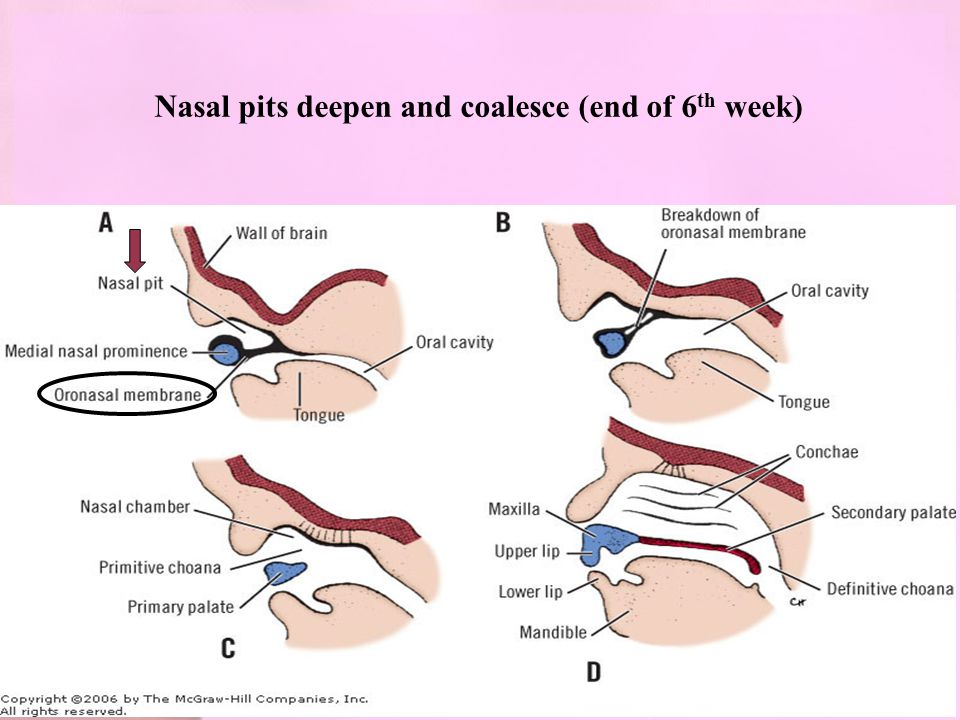 Nasal pits deepen and coalesce (end of 6th week)
A
Wall of brain
Nasal pit
Medial nasal prominence
Oral cavity
Oronasal membrane
Tongue
B
Breakdown of
oronasal membrane
Oral cavity
Tongue
Nasal chamber
Primitive choana
Primary palate
C
Conchae
Maxilla
Secondary palate
Upper lip
Lower lip
Definitive choana
Mandible
D
Copyright ©2006 by The McGraw-Hill Companies, Inc.
All rights reserved.